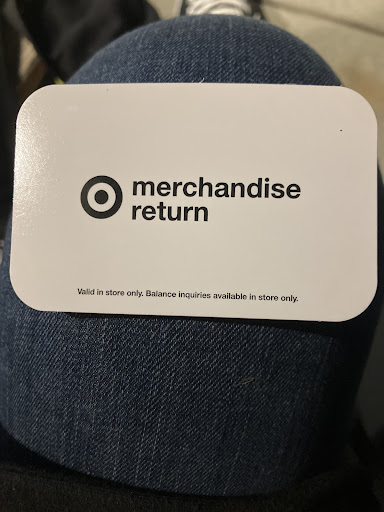 merchandise
return
Valid in store only. Balance inquiries available in store only.